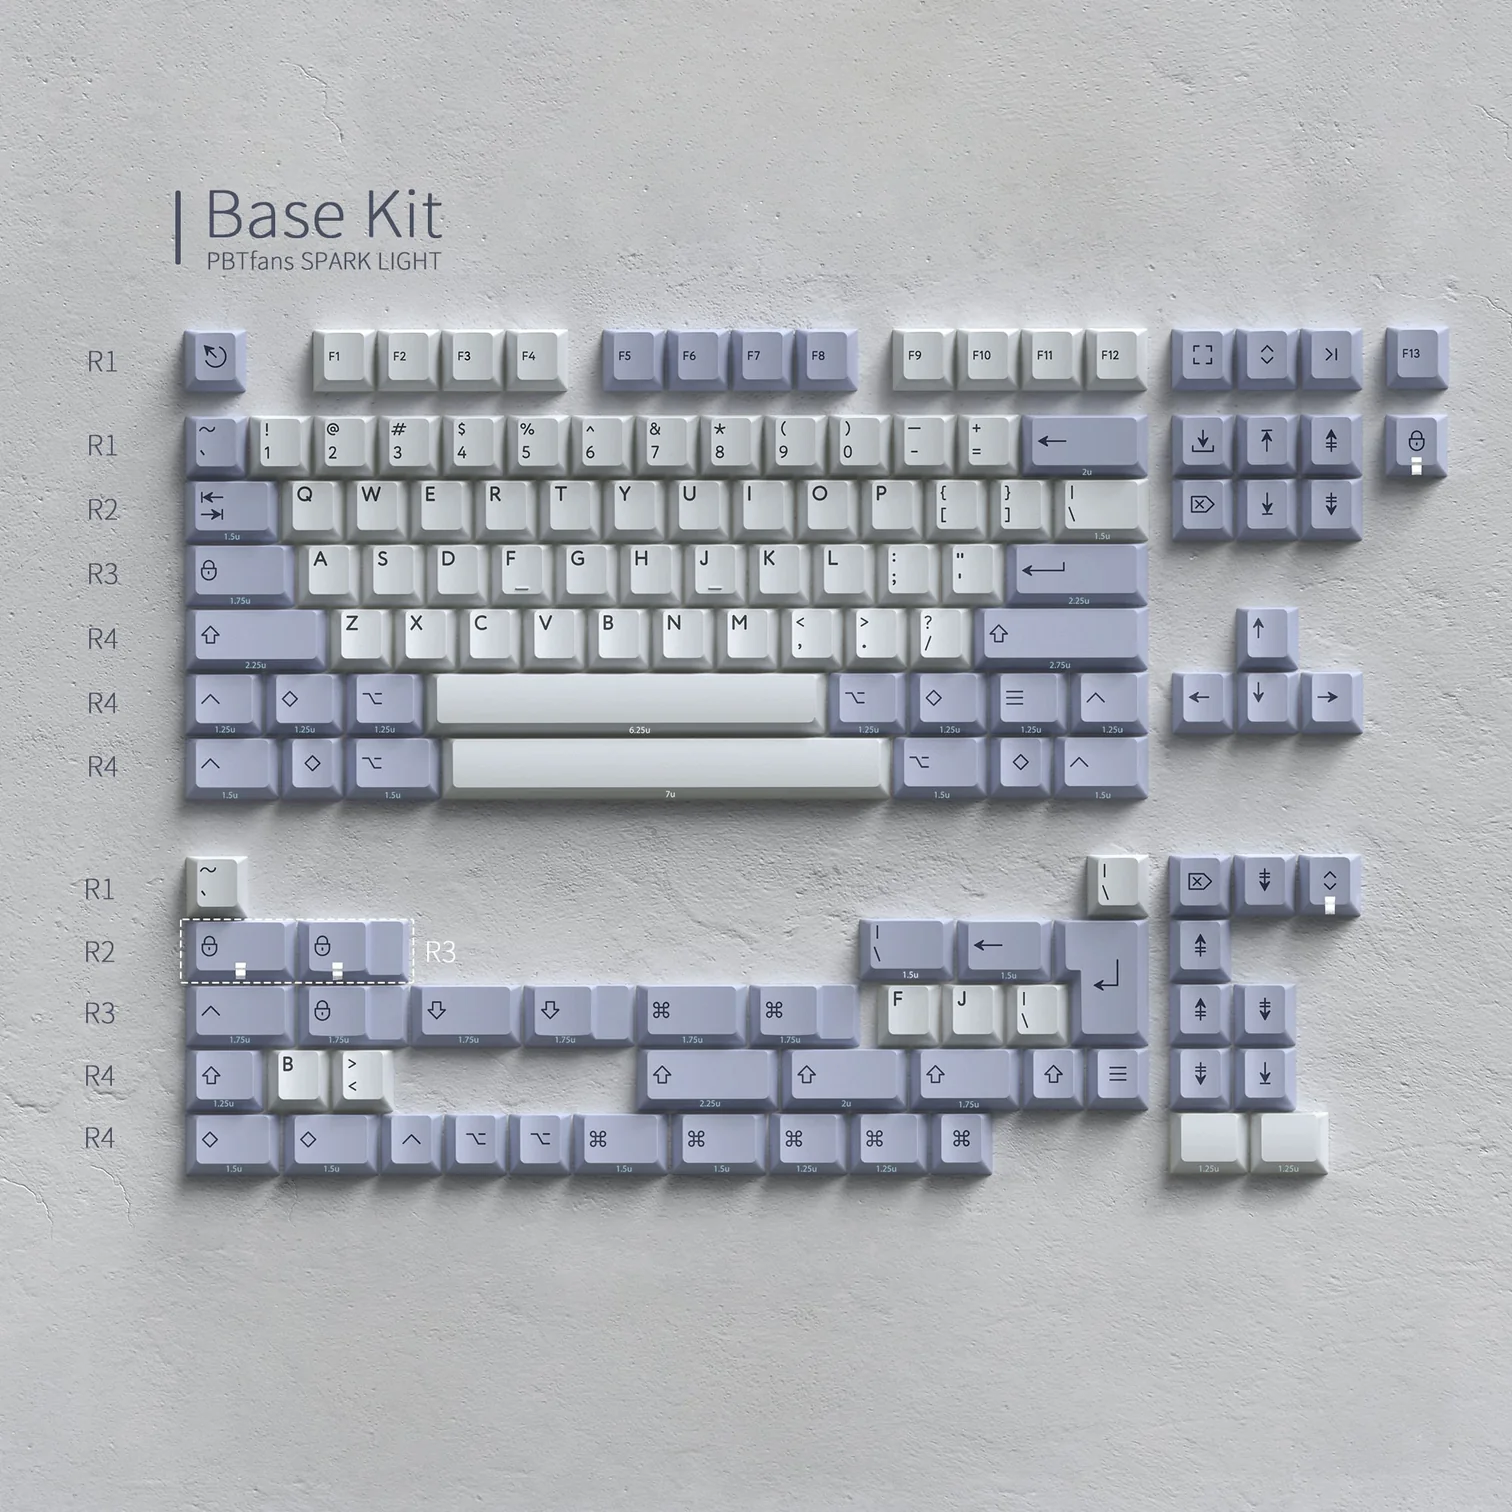 Base Kit
PBTfans SPARK LIGHT
R1 F1 F2 F3 F4 F5 F6 F7 F8 F9 F10 F11 F12 F13
R1 ~ ` ! 1 @ 2 # 3 $ 4 % 5 ^ 6 & 7 * 8 ( 9 ) 0 — - + = ← 2u
R2 Q W E R T Y U I O P { [ } ] | \
1.5u 1.5u
R3 A S D F _ G H J _ K L : ; " '
1.75u 2.25u
R4 Z X C V B N M < , > . ? /
2.25u 2.75u
R4 1.25u 1.25u 1.25u 6.25u 1.25u 1.25u 1.25u 1.25u
R4 1.5u 1.5u 7u 1.5u 1.5u
R1 ~ ` | \
R2 R3 | \ 1.5u ← 1.5u
R3 F J | \
1.75u 1.75u 1.75u 1.75u 1.75u 1.75u
R4 B > <
1.25u 2.25u 2u 1.75u
R4 1.5u 1.5u 1.5u 1.5u 1.25u 1.25u 1.25u 1.25u